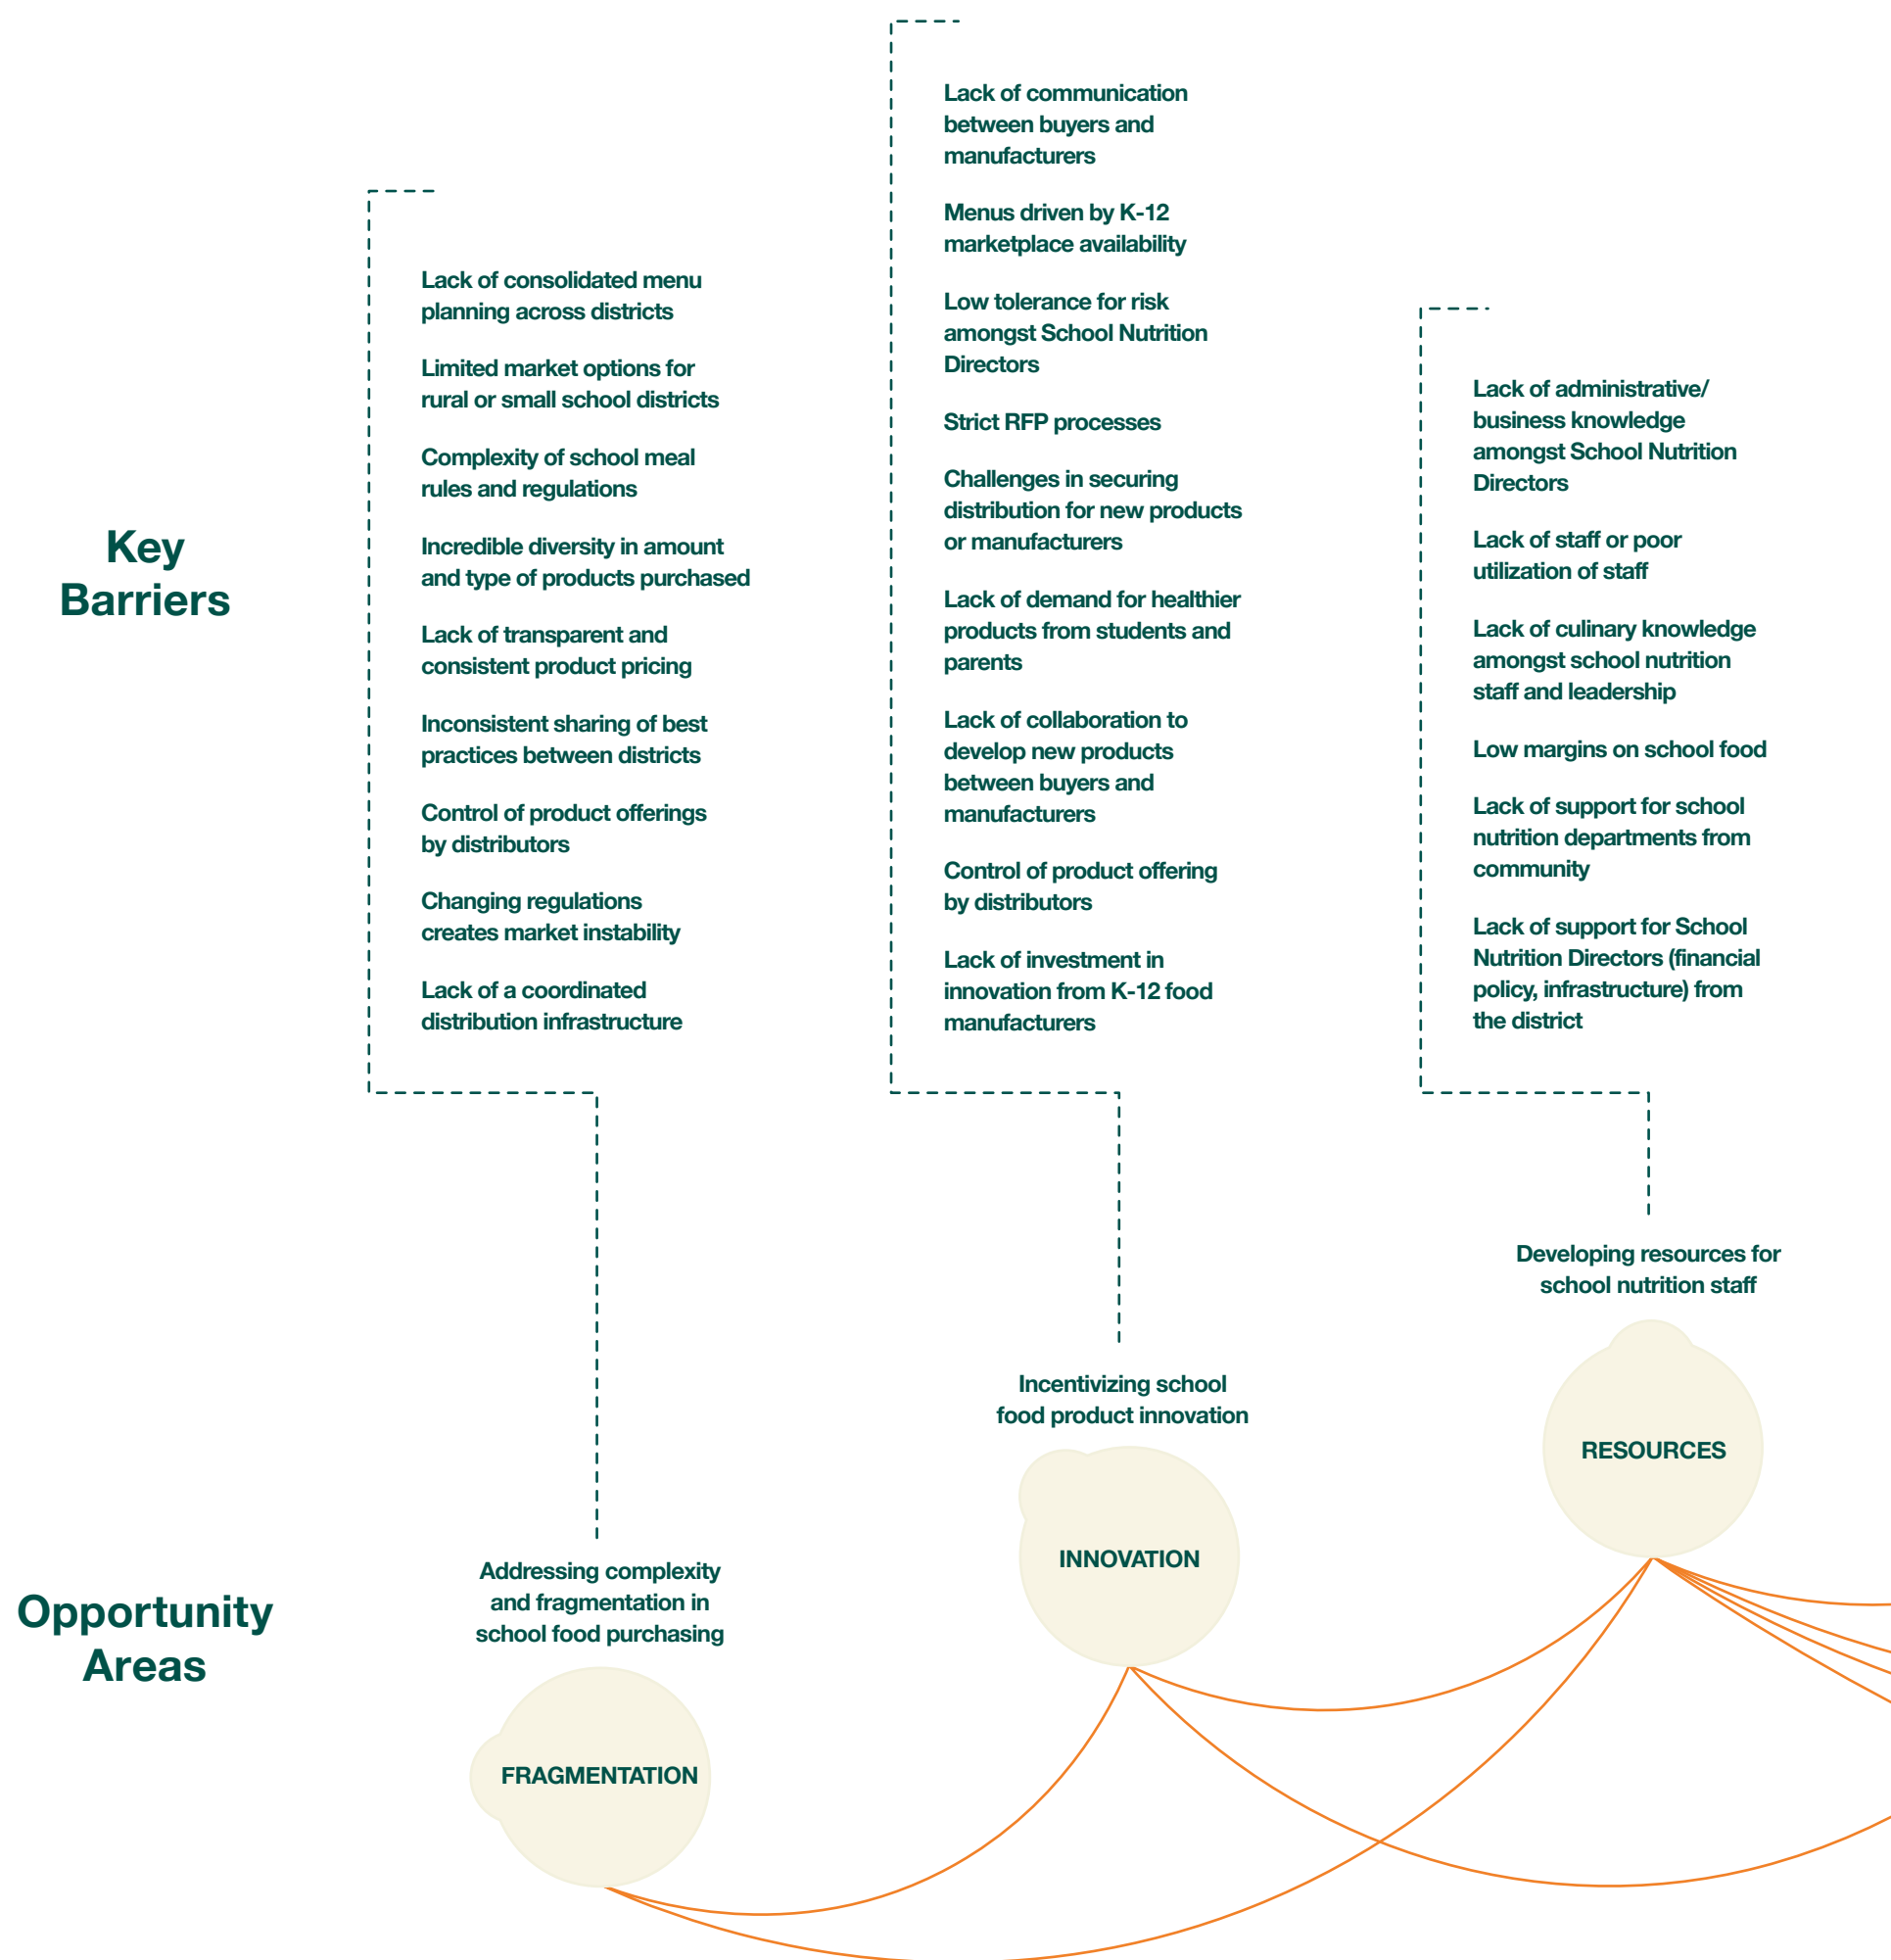 Key
Barriers
Lack of consolidated menu
planning across districts
Limited market options for
rural or small school districts
Complexity of school meal
rules and regulations
Incredible diversity in amount
and type of products purchased
Lack of transparent and
consistent product pricing
Inconsistent sharing of best
practices between districts
Control of product offerings
by distributors
Changing regulations
creates market instability
Lack of a coordinated
distribution infrastructure
Lack of communication
between buyers and
manufacturers
Menus driven by K-12
marketplace availability
Low tolerance for risk
amongst School Nutrition
Directors
Strict RFP processes
Challenges in securing
distribution for new products
or manufacturers
Lack of demand for healthier
products from students and
parents
Lack of collaboration to
develop new products
between buyers and
manufacturers
Control of product offering
by distributors
Lack of investment in
innovation from K-12 food
manufacturers
Lack of administrative/
business knowledge
amongst School Nutrition
Directors
Lack of staff or poor
utilization of staff
Lack of culinary knowledge
amongst school nutrition
staff and leadership
Low margins on school food
Lack of support for school
nutrition departments from
community
Lack of support for School
Nutrition Directors (financial
policy, infrastructure) from
the district
Opportunity
Areas
Addressing complexity
and fragmentation in
school food purchasing
FRAGMENTATION
Incentivizing school
food product innovation
INNOVATION
Developing resources for
school nutrition staff
RESOURCES